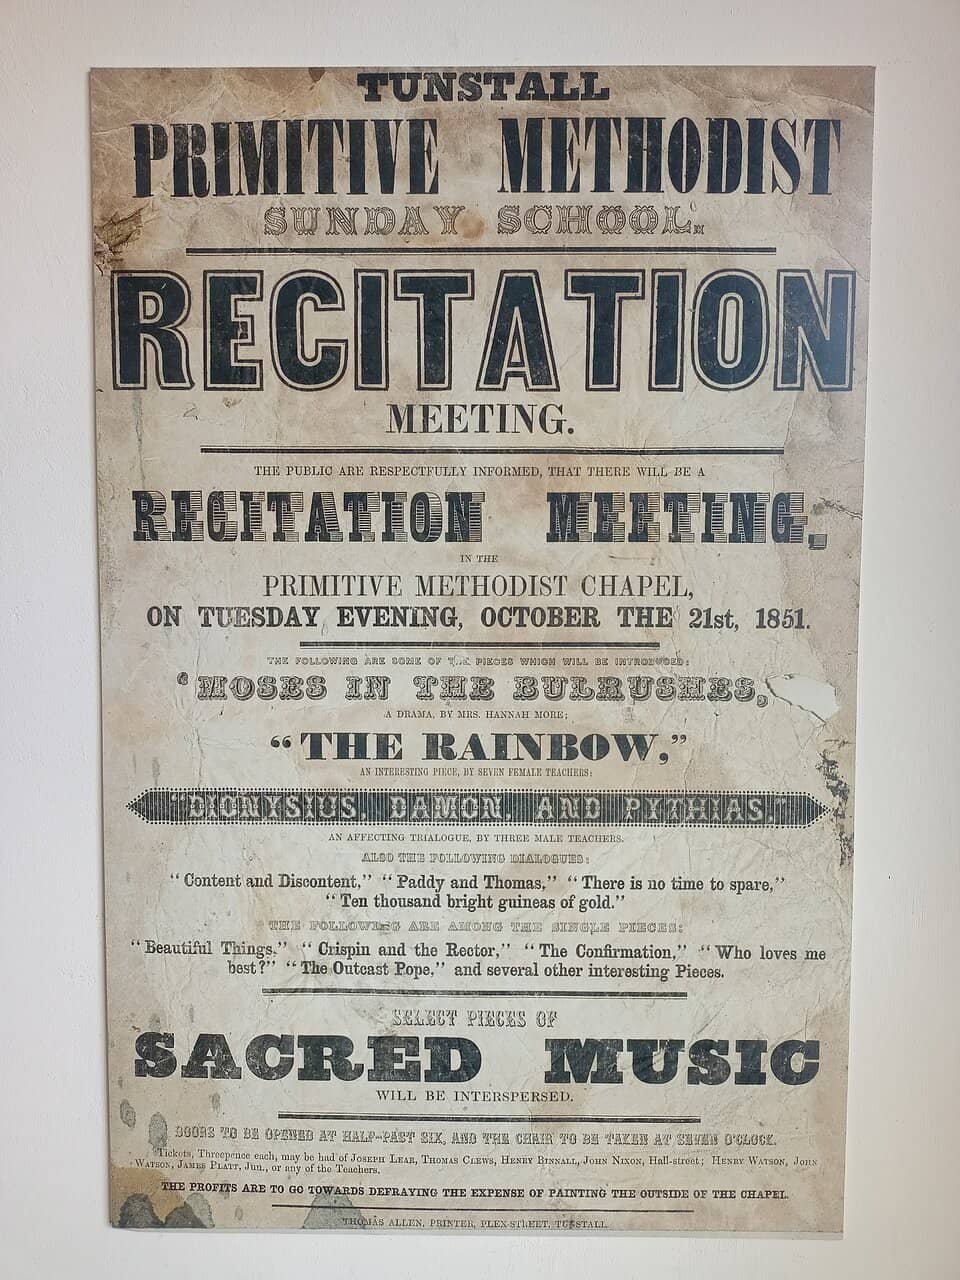 TUNSTALL
PRIMITIVE METHODIST
SUNDAY SCHOOL.
RECITATION
MEETING.
THE PUBLIC ARE RESPECTFULLY INFORMED, THAT THERE WILL BE A
RECITATION MEETING,
IN THE
PRIMITIVE METHODIST CHAPEL,
ON TUESDAY EVENING, OCTOBER THE 21st, 1851.
THE FOLLOWING ARE SOME OF THE PIECES WHICH WILL BE INTRODUCED:
"MOSES IN THE BULRUSHES,
A DRAMA, BY MRS. HANNAH MORE;
"THE RAINBOW,"
AN INTERESTING PIECE, BY SEVEN FEMALE TEACHERS:
"DIONYSIUS, DAMON, AND PYTHIAS."
AN AFFECTING TRIALOGUE, BY THREE MALE TEACHERS.
ALSO THE FOLLOWING DIALOGUES:
"Content and Discontent," "Paddy and Thomas," "There is no time to spare,"
"Ten thousand bright guineas of gold."
THE FOLLOWING ARE AMONG THE SINGLE PIECES:
"Beautiful Things." "Crispin and the Rector," "The Confirmation," "Who loves me
best?" "The Outcast Pope," and several other interesting Pieces.
SELECT PIECES OF
SACRED MUSIC
WILL BE INTERSPERSED.
DOORS TO BE OPENED AT HALF-PAST SIX, AND THE CHAIR TO BE TAKEN AT SEVEN O'CLOCK.
Tickets, Threepence each, may be had of JOSEPH LEAR, THOMAS CLEWS, HENRY BINNALL, JOHN NIXON, Hall-street; HENRY WATSON, JOHN
WATSON, JAMES PLATT, Jun., or any of the Teachers.
THE PROFITS ARE TO GO TOWARDS DEFRAYING THE EXPENSE OF PAINTING THE OUTSIDE OF THE CHAPEL.
THOMAS ALLEN, PRINTER, PLEX-STREET, TUNSTALL.